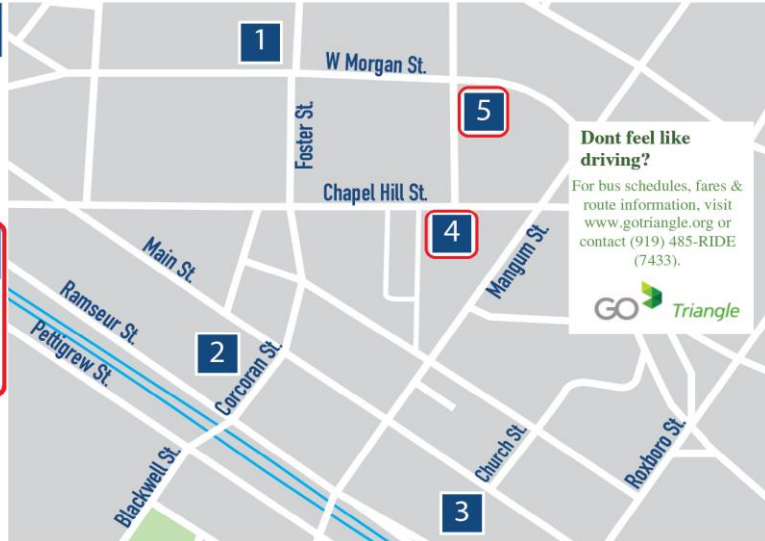 1
W Morgan St.
5
Foster St.
Dont feel like
driving?
For bus schedules, fares &
route information, visit
www.gotriangle.org or
contact (919) 485-RIDE
(7433).
GO Triangle
Chapel Hill St.
4
Mangum St.
Main St.
Ramseur St.
Pettigrew St.
2
Corcoran St.
Church St.
Roxboro St.
Blackwell St.
3